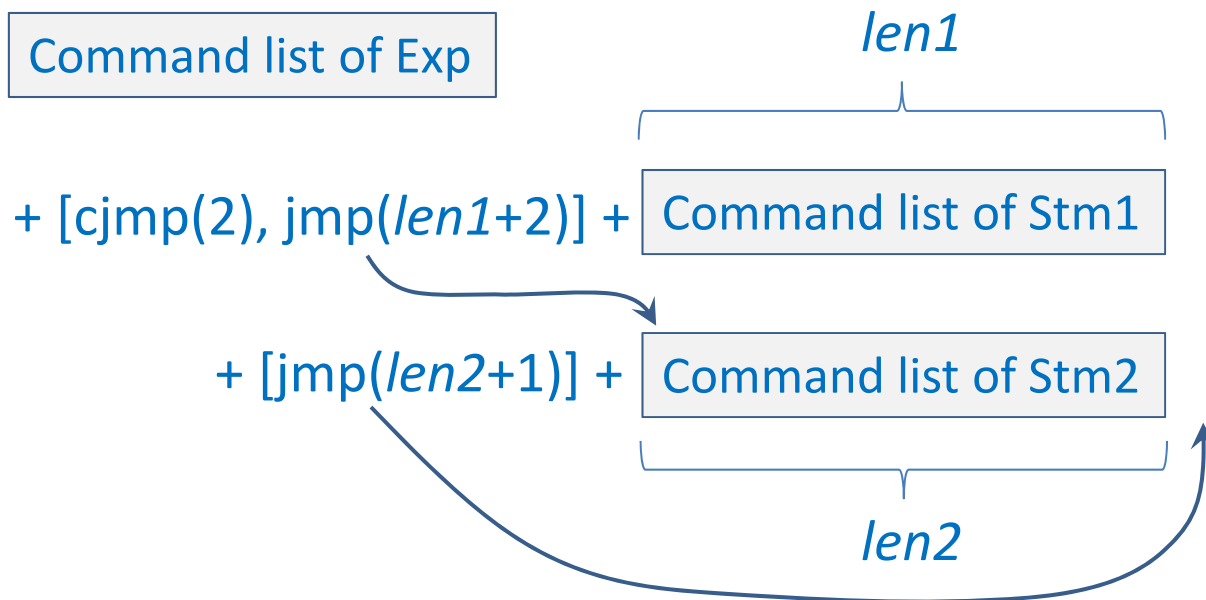 len1
Command list of Exp
+ [cjmp(2), jmp(len1+2)] + Command list of Stm1
+ [jmp(len2+1)] + Command list of Stm2
len2